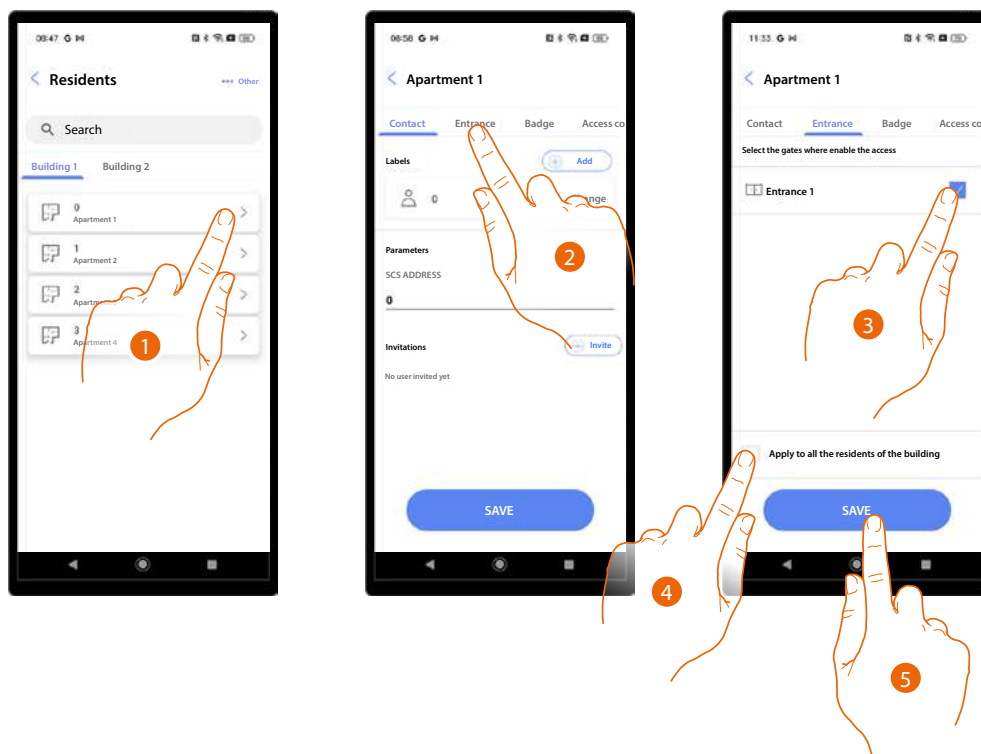 08:47 G
Residents
Other
Search
Building 1 Building 2
0
Apartment 1
1
Apartment 2
2
3
Apartment 4
1
08:58 G
Apartment 1
Contact Entrance Badge Access co
Labels Add
0
2
Parameters
SCS ADDRESS
0
Invitations Invite
No user invited yet
SAVE
11:33 G
Apartment 1
Contact Entrance Badge Access co
Select the gates where enable the access
Entrance 1
3
Apply to all the residents of the building
SAVE
4
5